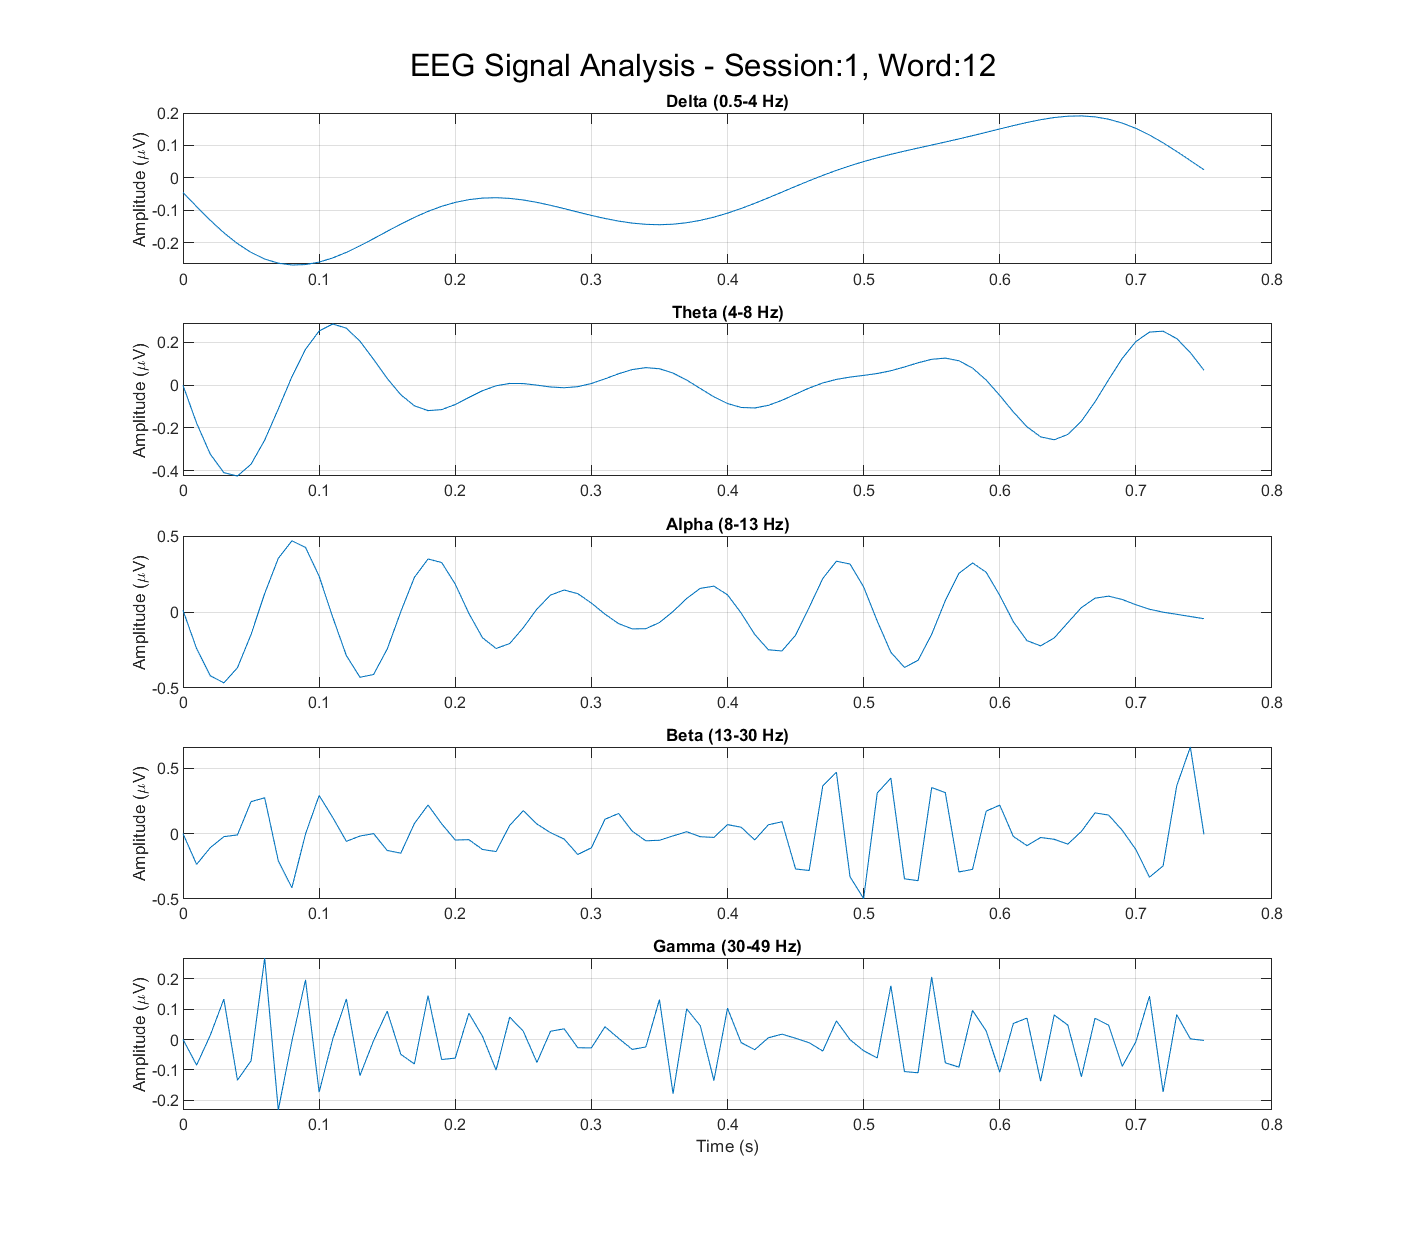 EEG Signal Analysis - Session:1, Word:12
Delta (0.5-4 Hz)
Amplitude (μV)
0.2
0.1
0
-0.1
-0.2
0 0.1 0.2 0.3 0.4 0.5 0.6 0.7 0.8
Theta (4-8 Hz)
Amplitude (μV)
0.2
0
-0.2
-0.4
0 0.1 0.2 0.3 0.4 0.5 0.6 0.7 0.8
Alpha (8-13 Hz)
Amplitude (μV)
0.5
0
-0.5
0 0.1 0.2 0.3 0.4 0.5 0.6 0.7 0.8
Beta (13-30 Hz)
Amplitude (μV)
0.5
0
-0.5
0 0.1 0.2 0.3 0.4 0.5 0.6 0.7 0.8
Gamma (30-49 Hz)
Amplitude (μV)
0.2
0.1
0
-0.1
-0.2
0 0.1 0.2 0.3 0.4 0.5 0.6 0.7 0.8
Time (s)